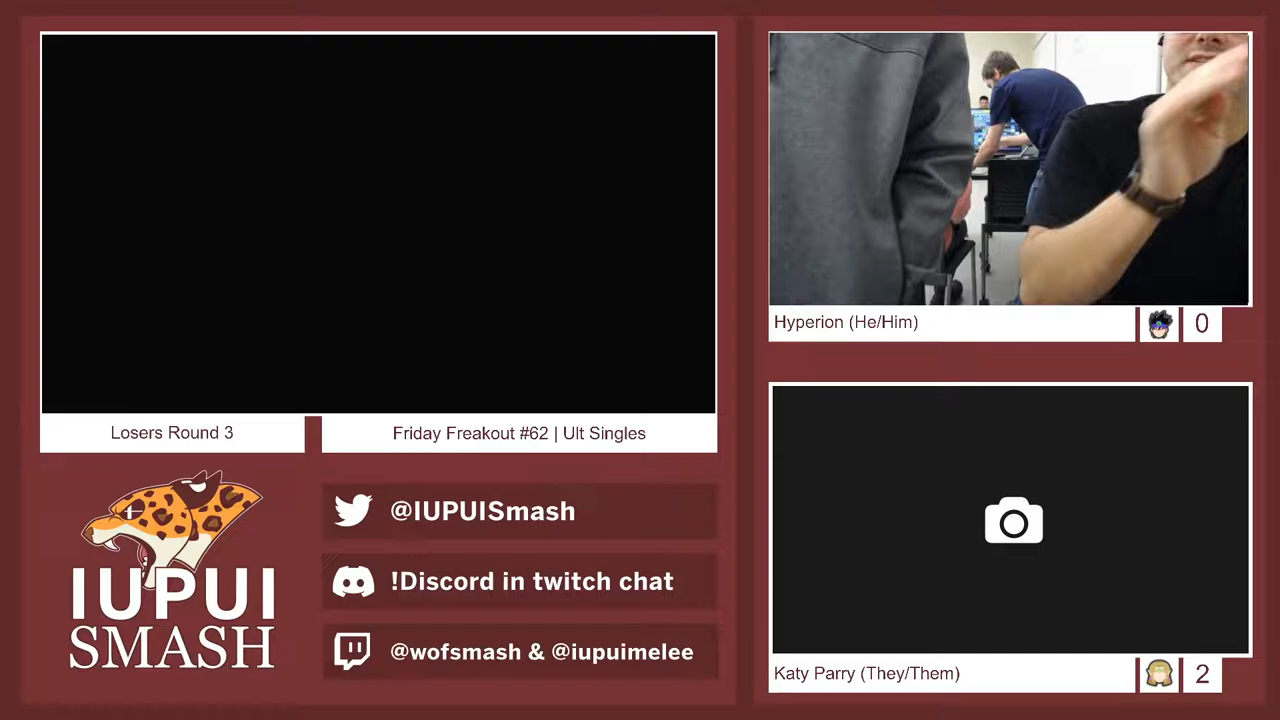 Hyperion (He/Him)
0
Losers Round 3
Friday Freakout #62 | Ult Singles
@IUPUISmash
!Discord in twitch chat
@wofsmash & @iupuimelee
IUPUI
SMASH
Katy Parry (They/Them)
2